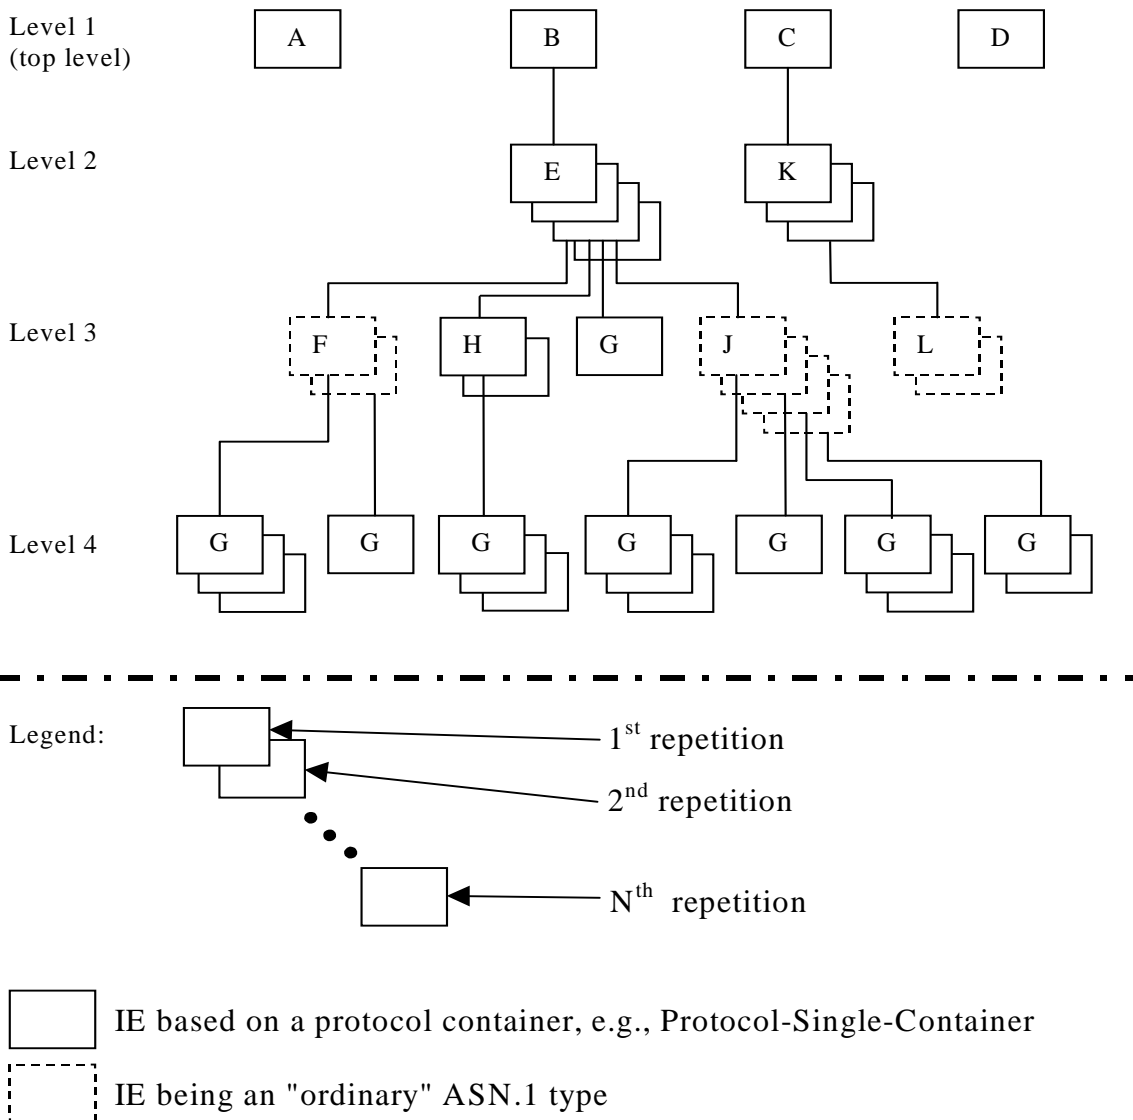 Level 1
(top level)
A B C D
Level 2
E K
Level 3
F H G J L
Level 4
G G G G G G G
Legend:
1st repetition
2nd repetition
Nth repetition
IE based on a protocol container, e.g., Protocol-Single-Container
IE being an "ordinary" ASN.1 type